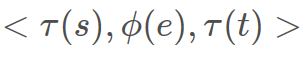 < τ(s), ϕ(e), τ(t) >